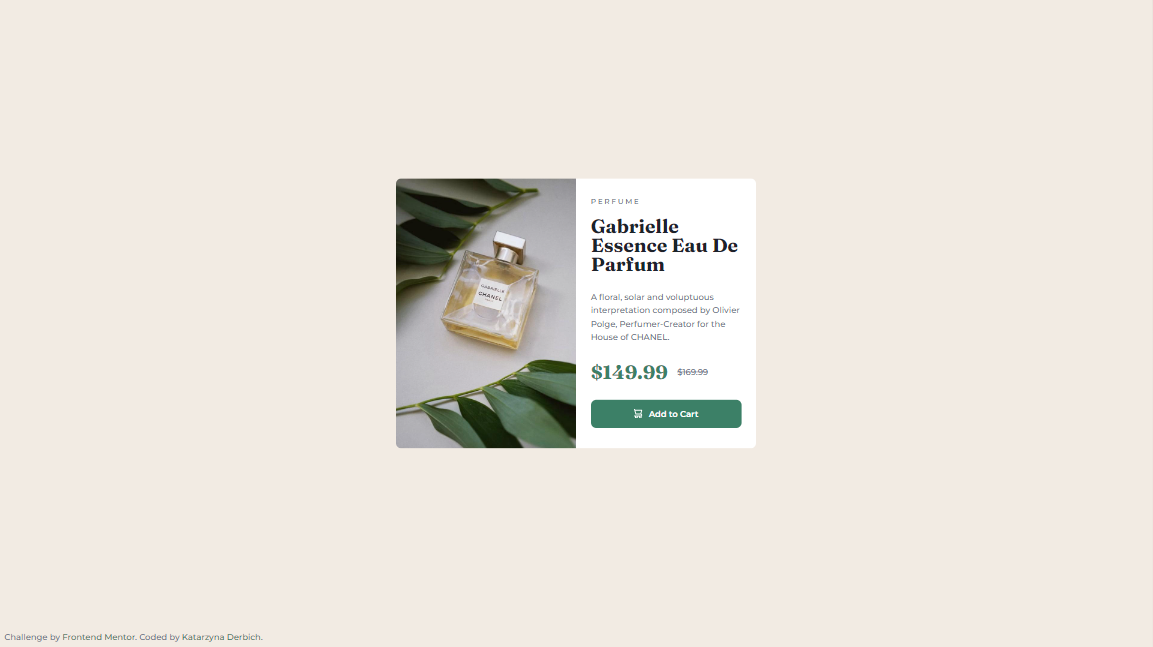 PERFUME
Gabrielle
Essence Eau De
Parfum
GABRIELLE
CHANEL
A floral, solar and voluptuous
interpretation composed by Olivier
Polge, Perfumer-Creator for the
House of CHANEL.
$149.99 $169.99
Add to Cart
Challenge by Frontend Mentor. Coded by Katarzyna Derbich.